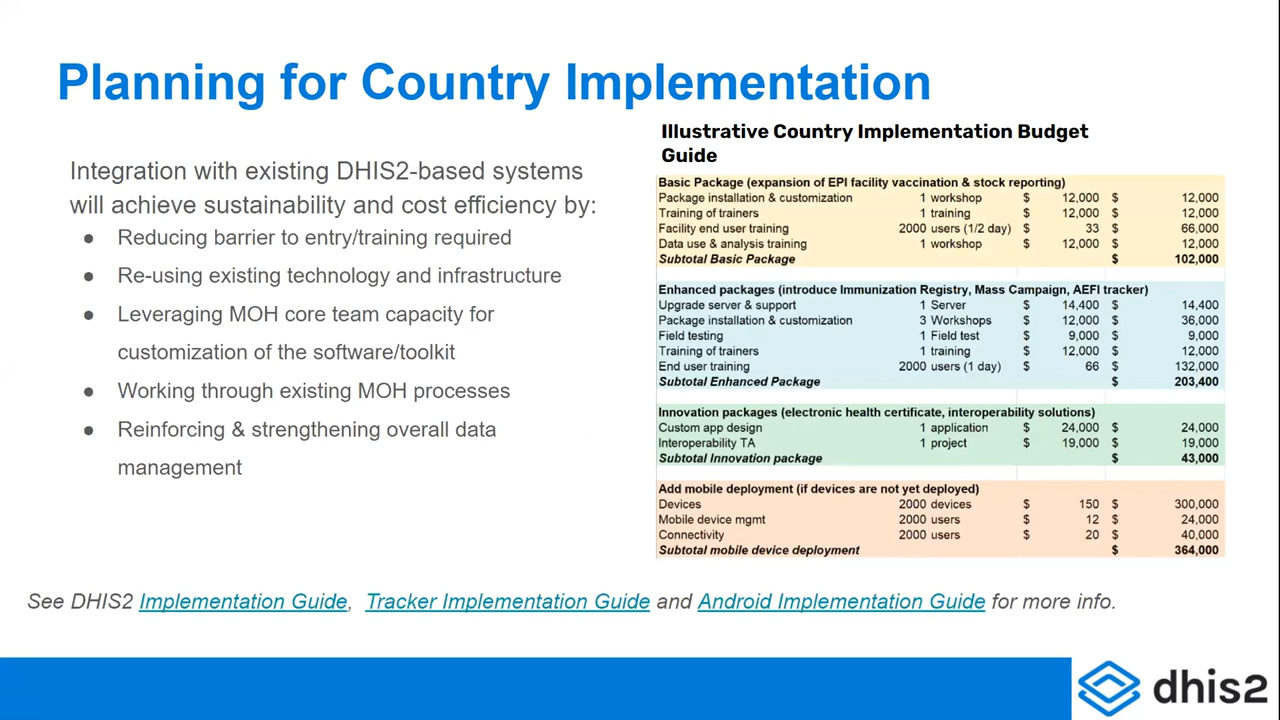 Planning for Country Implementation
Integration with existing DHIS2-based systems
will achieve sustainability and cost efficiency by:
● Reducing barrier to entry/training required
● Re-using existing technology and infrastructure
● Leveraging MOH core team capacity for
customization of the software/toolkit
● Working through existing MOH processes
● Reinforcing & strengthening overall data
management
Illustrative Country Implementation Budget
Guide
Basic Package (expansion of EPI facility vaccination & stock reporting)
Package installation & customization 1 workshop $ 12,000 $ 12,000
Training of trainers 1 training $ 12,000 $ 12,000
Facility end user training 2000 users (1/2 day) $ 33 $ 66,000
Data use & analysis training 1 workshop $ 12,000 $ 12,000
Subtotal Basic Package $ 102,000
Enhanced packages (introduce Immunization Registry, Mass Campaign, AEFI tracker)
Upgrade server & support 1 Server $ 14,400 $ 14,400
Package installation & customization 3 Workshops $ 12,000 $ 36,000
Field testing 1 Field test $ 9,000 $ 9,000
Training of trainers 1 training $ 12,000 $ 12,000
End user training 2000 users (1 day) $ 66 $ 132,000
Subtotal Enhanced Package $ 203,400
Innovation packages (electronic health certificate, interoperability solutions)
Custom app design 1 application $ 24,000 $ 24,000
Interoperability TA 1 project $ 19,000 $ 19,000
Subtotal Innovation package $ 43,000
Add mobile deployment (if devices are not yet deployed)
Devices 2000 devices $ 150 $ 300,000
Mobile device mgmt 2000 users $ 12 $ 24,000
Connectivity 2000 users $ 20 $ 40,000
Subtotal mobile device deployment $ 364,000
See DHIS2 Implementation Guide, Tracker Implementation Guide and Android Implementation Guide for more info.
dhis2